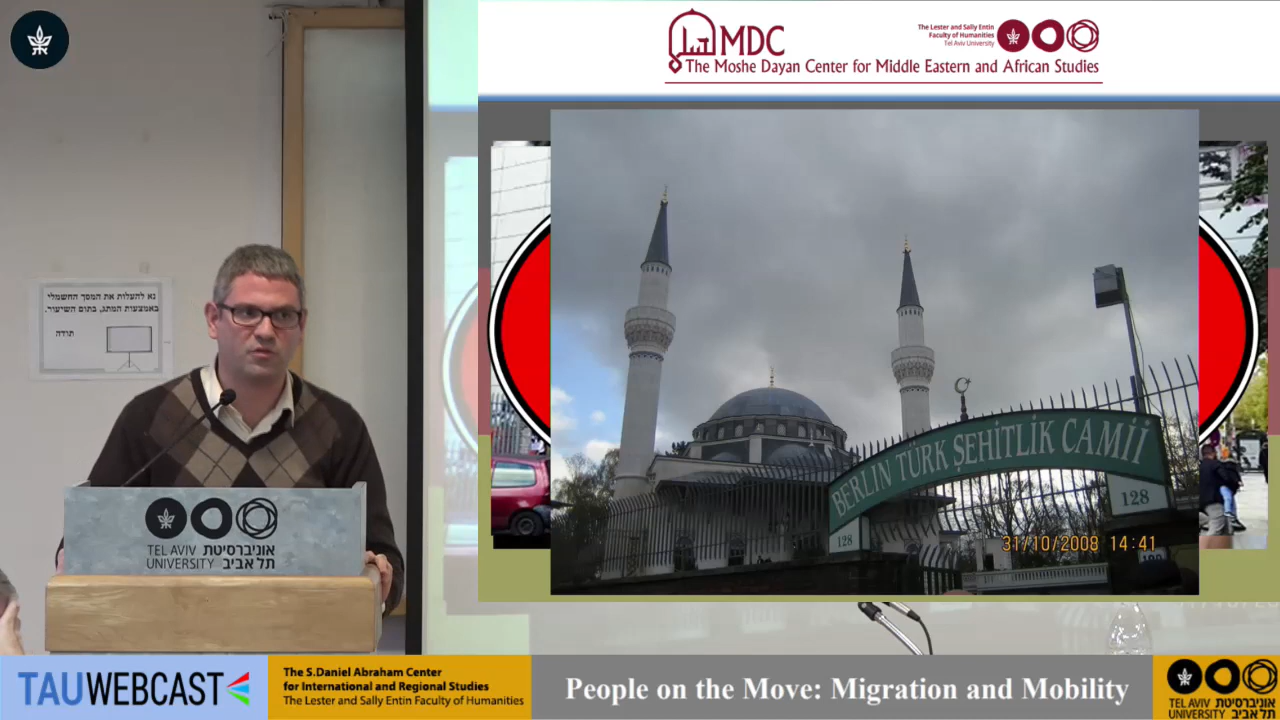 MDC
The Moshe Dayan Center for Middle Eastern and African Studies
The Lester and Sally Entin
Faculty of Humanities
Tel Aviv University
BERLIN TÜRK ŞEHİTLİK CAMİİ
128
128
31/10/2008 14:41
נא להעלות את המסך החשמלי
באמצעות המתג, בתום השיעור.
תודה
TEL AVIV אוניברסיטת
UNIVERSITY תל אביב
TAUWEBCAST
The S.Daniel Abraham Center
for International and Regional Studies
The Lester and Sally Entin Faculty of Humanities
People on the Move: Migration and Mobility
TEL AVIV אוניברסיטת
UNIVERSITY תל אביב